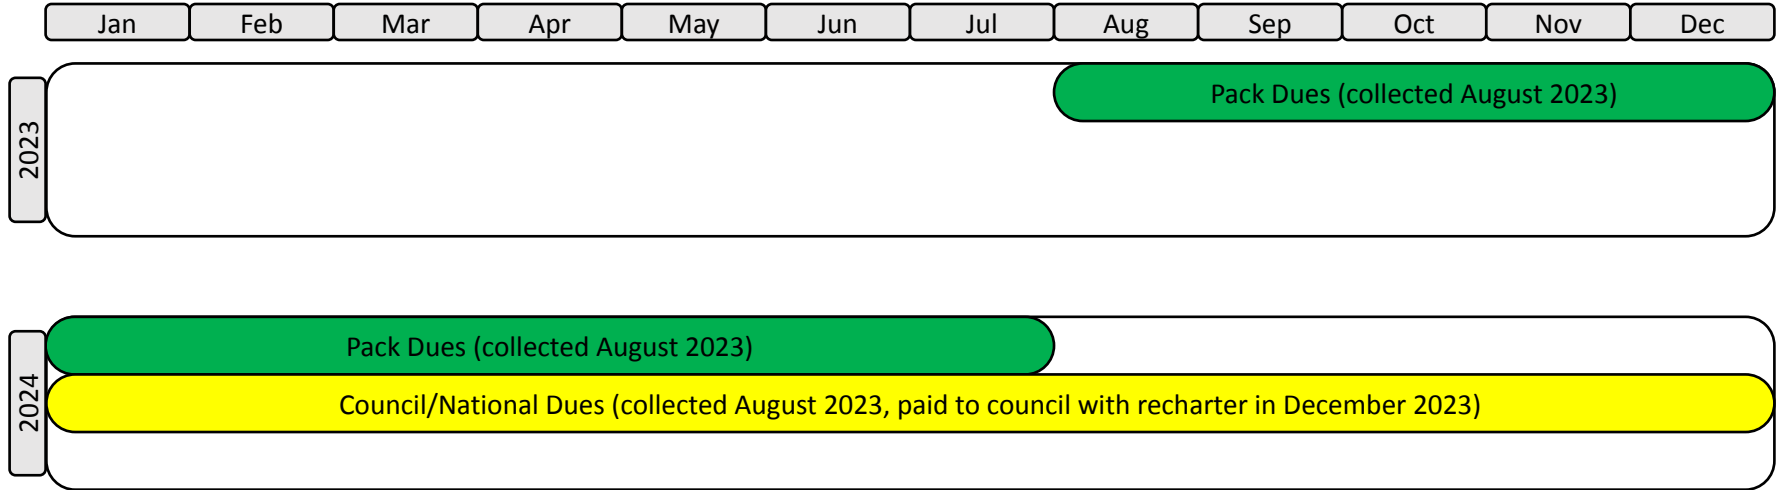 Jan
Feb
Mar
Apr
May
Jun
Jul
Aug
Sep
Oct
Nov
Dec
2023
Pack Dues (collected August 2023)
2024
Pack Dues (collected August 2023)
Council/National Dues (collected August 2023, paid to council with recharter in December 2023)